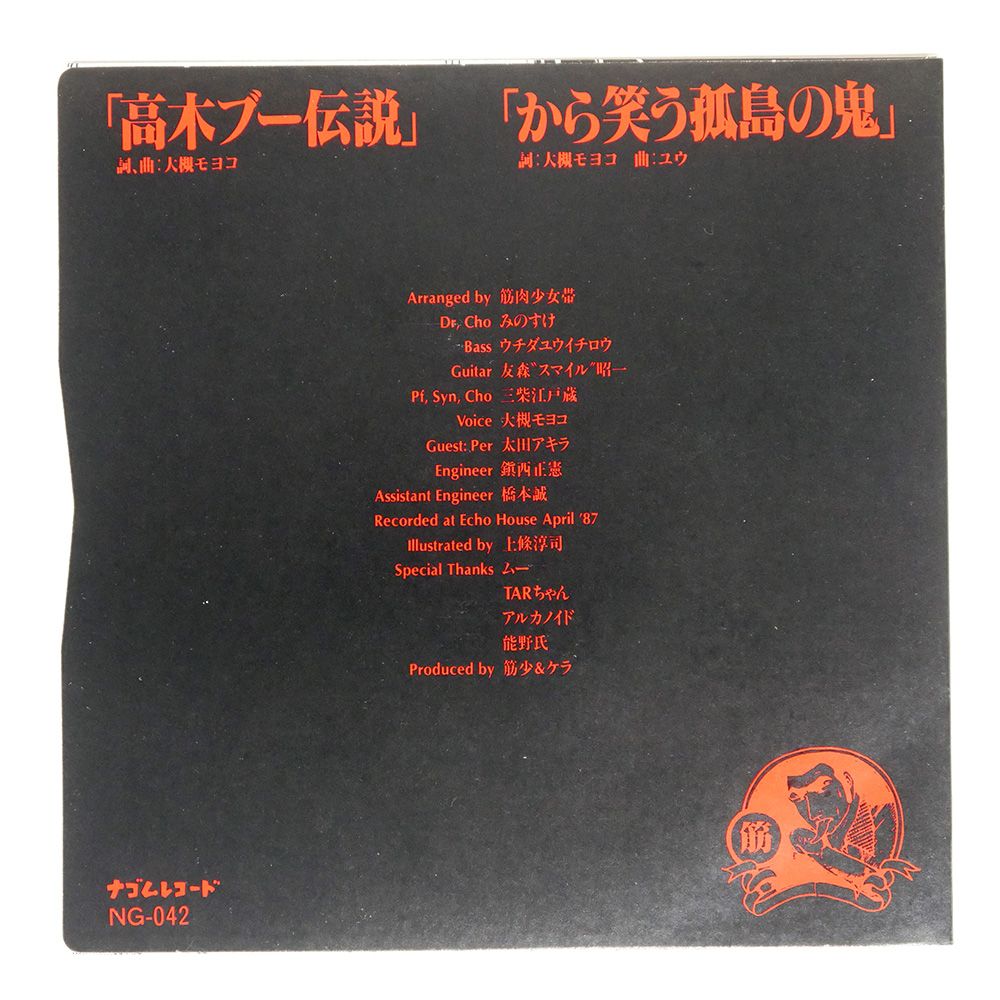 「高木ブー伝説」
詞、曲：大槻モヨコ
「から笑う孤島の鬼」
詞：大槻モヨコ 曲：ユウ
Arranged by 筋肉少女帯
Dr, Cho みのすけ
Bass ウチダユウイチロウ
Guitar 友森"スマイル"昭一
Pf, Syn, Cho 三柴江戸蔵
Voice 大槻モヨコ
Guest: Per 太田アキラ
Engineer 鎮西正憲
Assistant Engineer 橋本誠
Recorded at Echo House April '87
Illustrated by 上條淳司
Special Thanks ムー
TARちゃん
アルカノイド
能野氏
Produced by 筋少&ケラ
筋
ナゴムレコード
NG-042